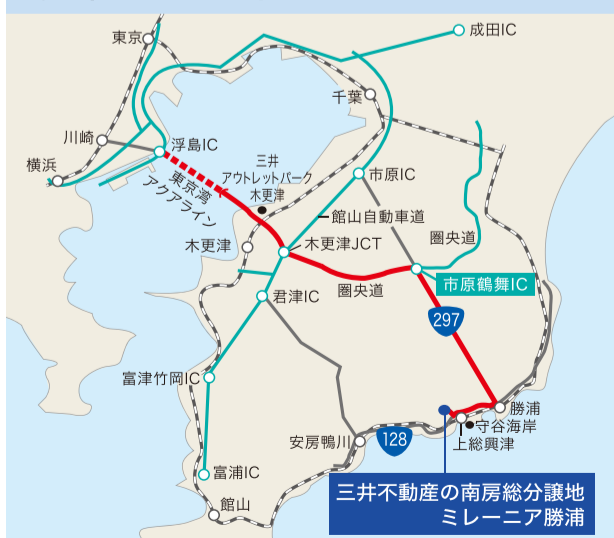 成田IC
東京
千葉
川崎
浮島IC
横浜
三井
アウトレットパーク
木更津
市原IC
東京湾
アクアライン
館山自動車道
圏央道
木更津
木更津JCT
市原鶴舞IC
圏央道
君津IC
297
富津竹岡IC
勝浦
守谷海岸
上総興津
安房鴨川
128
富浦IC
館山
三井不動産の南房総分譲地
ミレーニア勝浦